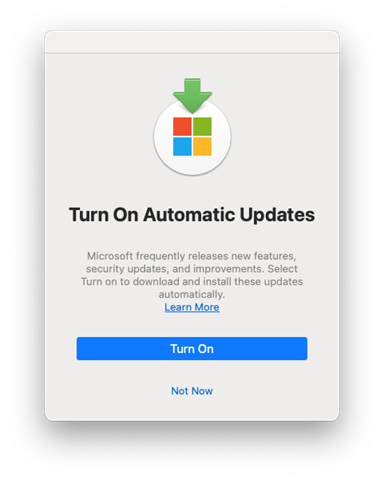 Turn On Automatic Updates
Microsoft frequently releases new features,
security updates, and improvements. Select
Turn on to download and install these updates
automatically.
Learn More
Turn On
Not Now